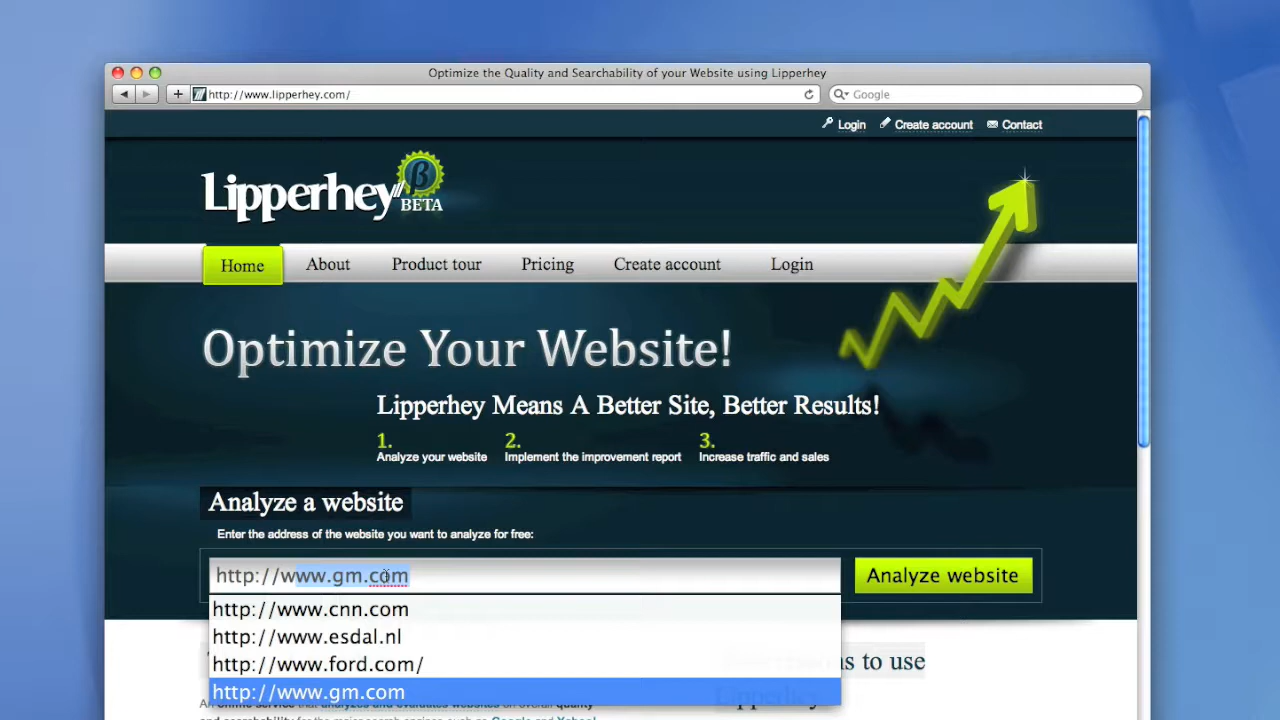 Optimize the Quality and Searchability of your Website using Lipperhey
http://www.lipperhey.com/
Google
Login Create account Contact
Lipperhey
β
BETA
Home About Product tour Pricing Create account Login
Optimize Your Website!
Lipperhey Means A Better Site, Better Results!
1. 2. 3.
Analyze your website Implement the improvement report Increase traffic and sales
Analyze a website
Enter the address of the website you want to analyze for free:
http://www.gm.com Analyze website
http://www.cnn.com
http://www.esdal.nl
http://www.ford.com/
to use
http://www.gm.com
Lipperhey